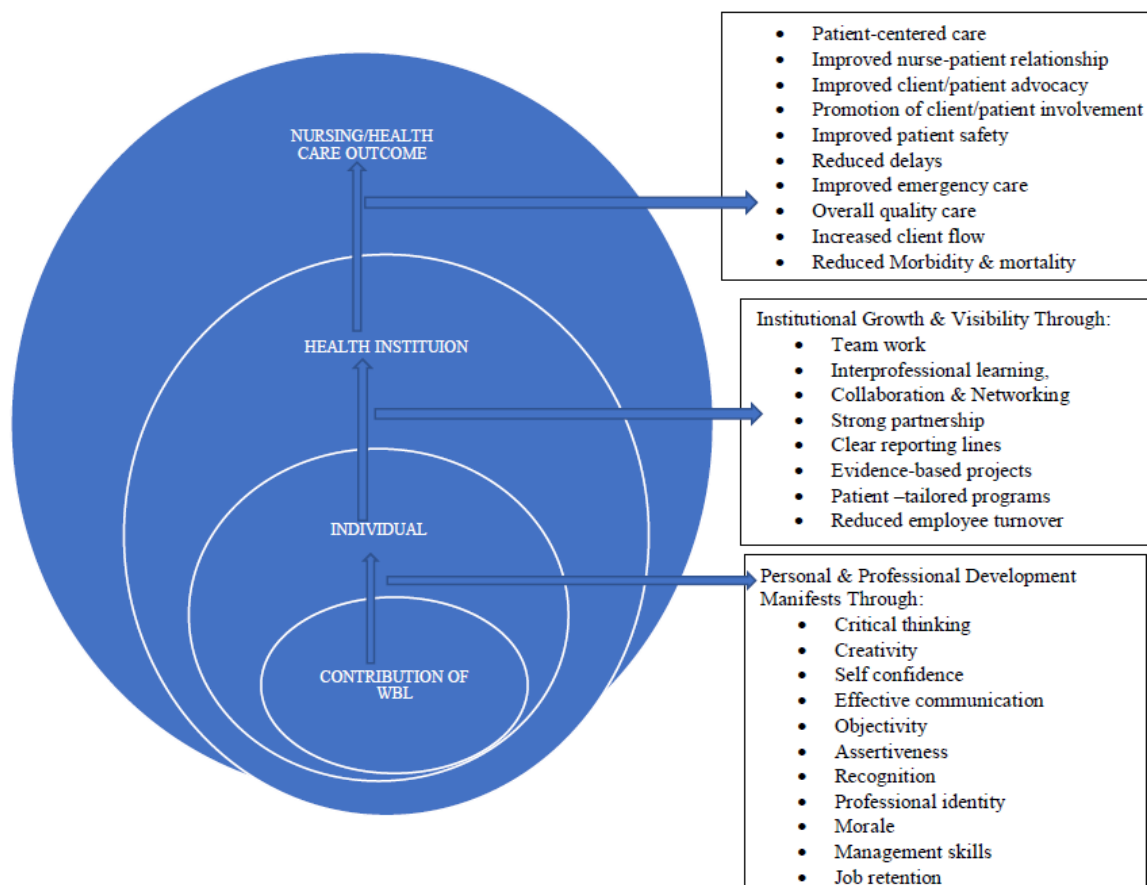 NURSING/HEALTH
CARE OUTCOME
HEALTH INSTITUION
INDIVIDUAL
CONTRIBUTION OF
WBL
• Patient-centered care
• Improved nurse-patient relationship
• Improved client/patient advocacy
• Promotion of client/patient involvement
• Improved patient safety
• Reduced delays
• Improved emergency care
• Overall quality care
• Increased client flow
• Reduced Morbidity & mortality
Institutional Growth & Visibility Through:
• Team work
• Interprofessional learning,
• Collaboration & Networking
• Strong partnership
• Clear reporting lines
• Evidence-based projects
• Patient –tailored programs
• Reduced employee turnover
Personal & Professional Development
Manifests Through:
• Critical thinking
• Creativity
• Self confidence
• Effective communication
• Objectivity
• Assertiveness
• Recognition
• Professional identity
• Morale
• Management skills
• Job retention